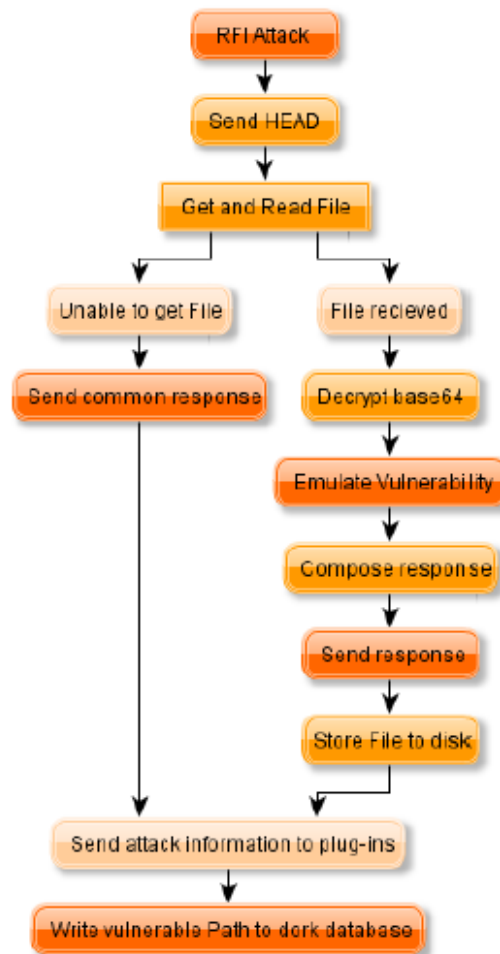 RFI Attack
Send HEAD
Get and Read File
Unable to get File
File recieved
Send common response
Decrypt base64
Emulate Vulnerability
Compose response
Send response
Store File to disk
Send attack information to plug-ins
Write vulnerable Path to dork database